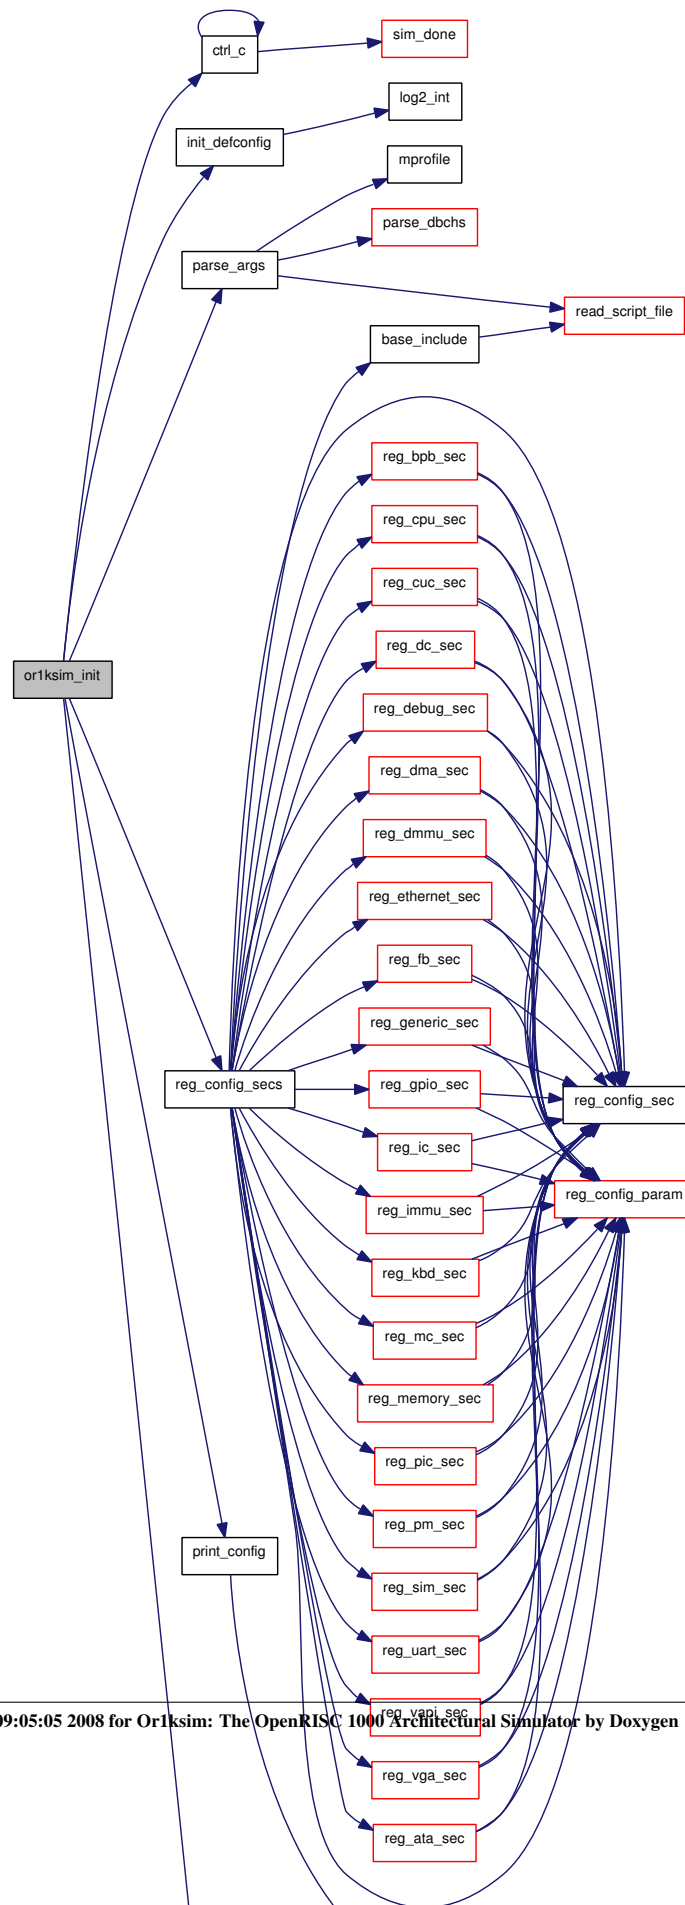 sim_done
ctrl_c
log2_int
init_defconfig
mprofile
parse_dbchs
parse_args
read_script_file
base_include
reg_bpb_sec
reg_cpu_sec
reg_cuc_sec
reg_dc_sec
or1ksim_init
reg_debug_sec
reg_dma_sec
reg_dmmu_sec
reg_ethernet_sec
reg_fb_sec
reg_generic_sec
reg_config_secs
reg_gpio_sec
reg_config_sec
reg_ic_sec
reg_config_param
reg_immu_sec
reg_kbd_sec
reg_mc_sec
reg_memory_sec
reg_pic_sec
reg_pm_sec
print_config
reg_sim_sec
reg_uart_sec
reg_vapi_sec
09:05:05 2008 for Or1ksim: The OpenRISC 1000 Architectural Simulator by Doxygen
reg_vga_sec
reg_ata_sec